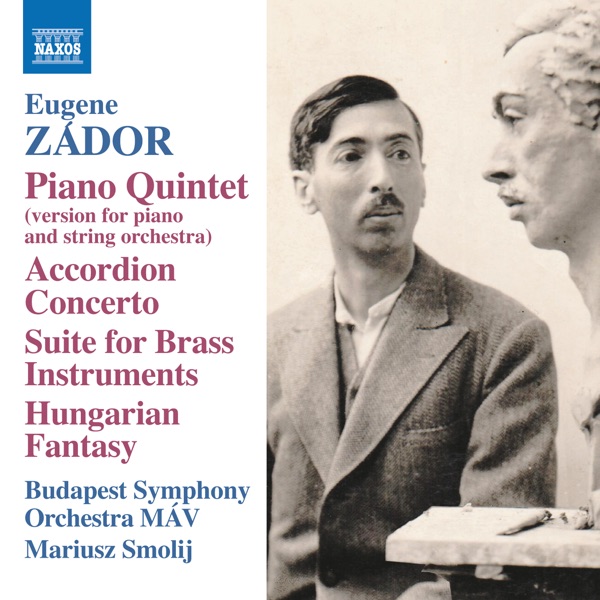 NAXOS
Eugene
ZÁDOR
Piano Quintet
(version for piano
and string orchestra)
Accordion
Concerto
Suite for Brass
Instruments
Hungarian
Fantasy
Budapest Symphony
Orchestra MÁV
Mariusz Smolij